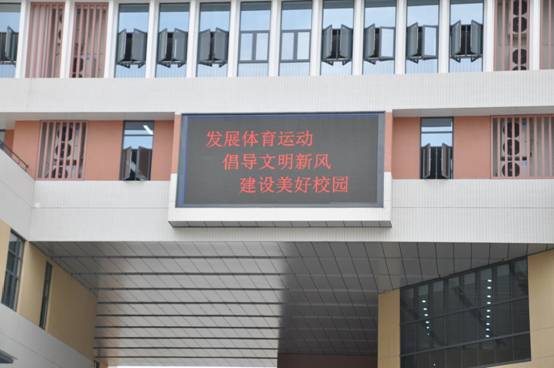 发展体育运动
倡导文明新风
建设美好校园